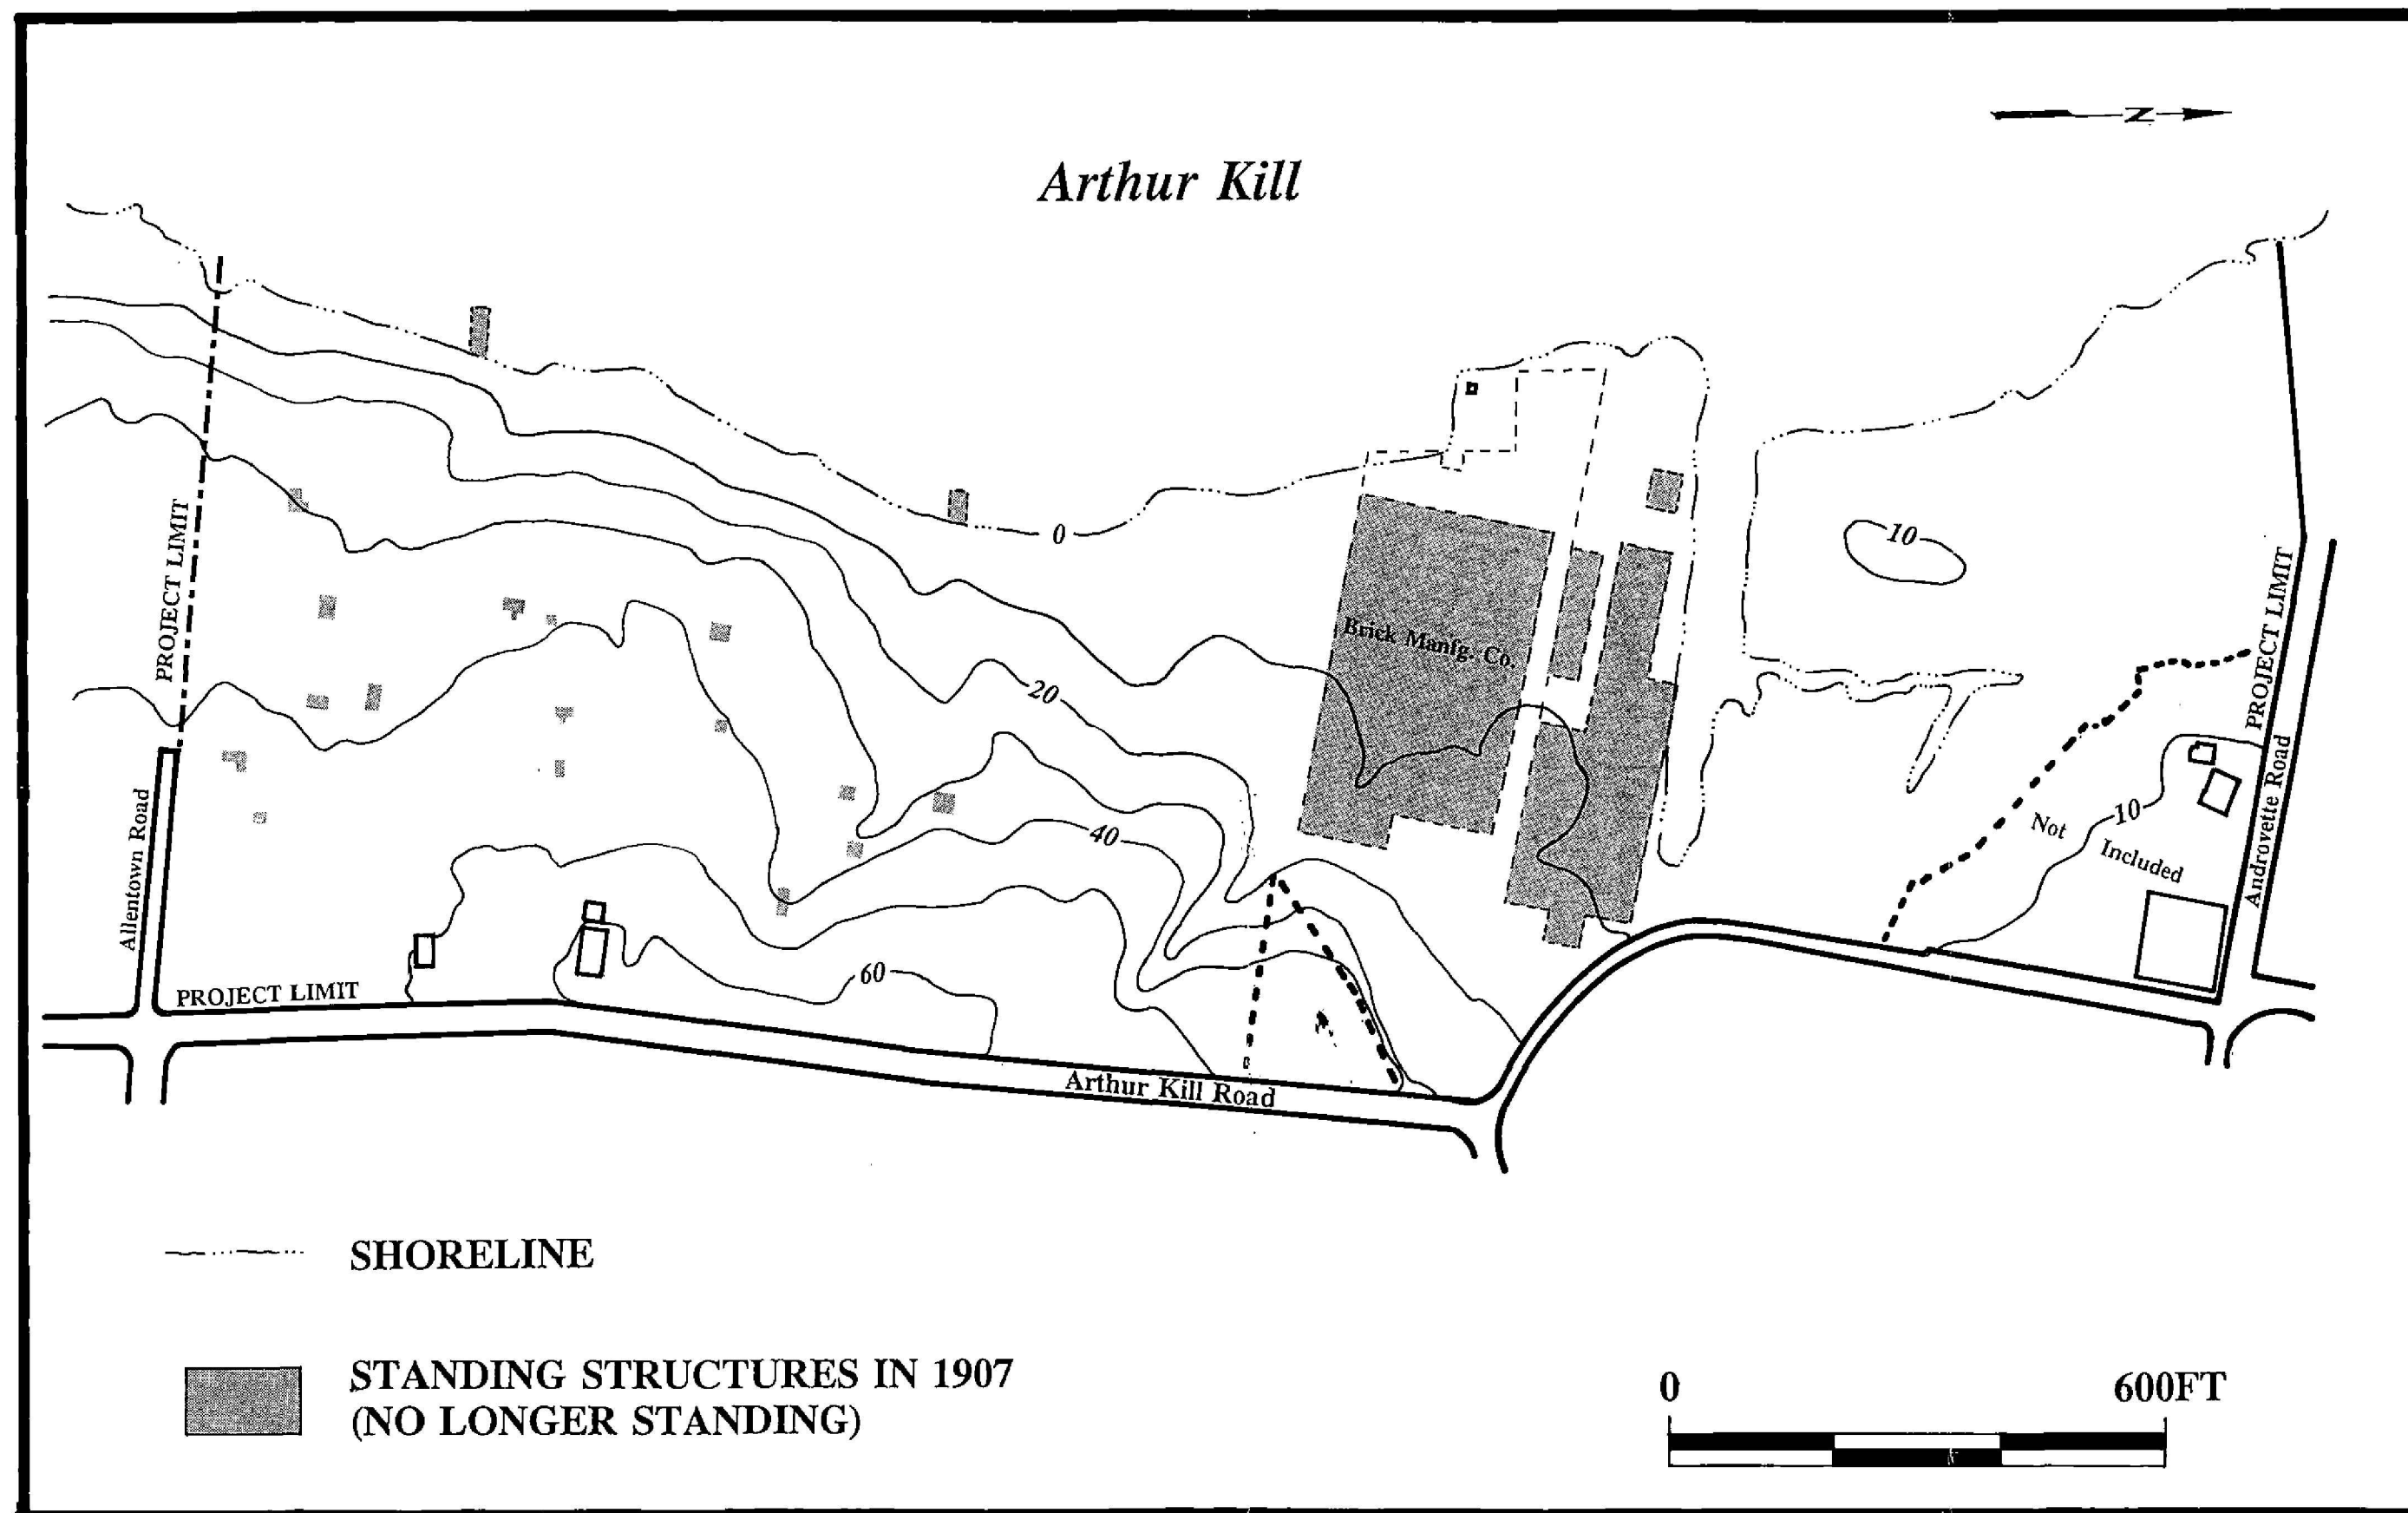 N
Arthur Kill
0
10
PROJECT LIMIT
PROJECT LIMIT
Brick Manfg. Co.
20
Allentown Road
40
10
Not
Included
Androvette Road
60
PROJECT LIMIT
Arthur Kill Road
SHORELINE
STANDING STRUCTURES IN 1907
(NO LONGER STANDING)
0
600FT